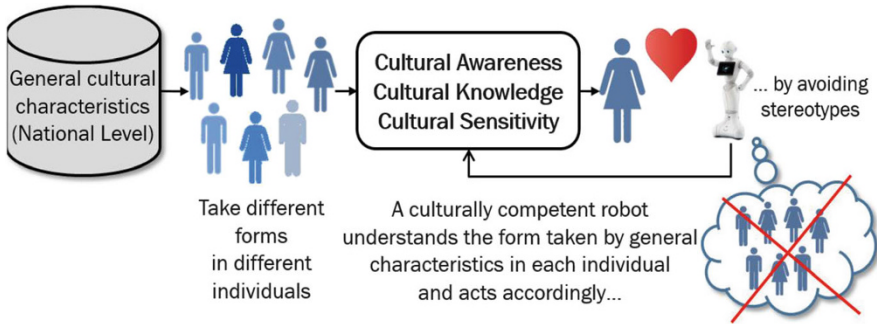 General cultural
characteristics
(National Level)
Take different
forms
in different
individuals
Cultural Awareness
Cultural Knowledge
Cultural Sensitivity
A culturally competent robot
understands the form taken by general
characteristics in each individual
and acts accordingly...
... by avoiding
stereotypes